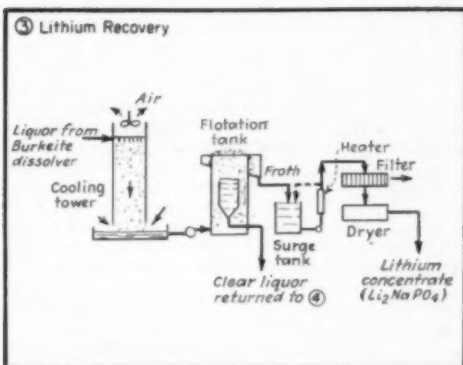 ③ Lithium Recovery
Air
Liquor from
Burkeite
dissolver
Cooling
tower
Flotation
tank
Froth
Heater
Filter
Surge
tank
Dryer
Clear liquor
returned to ④
Lithium
concentrate
(Li₂NaPO₄)